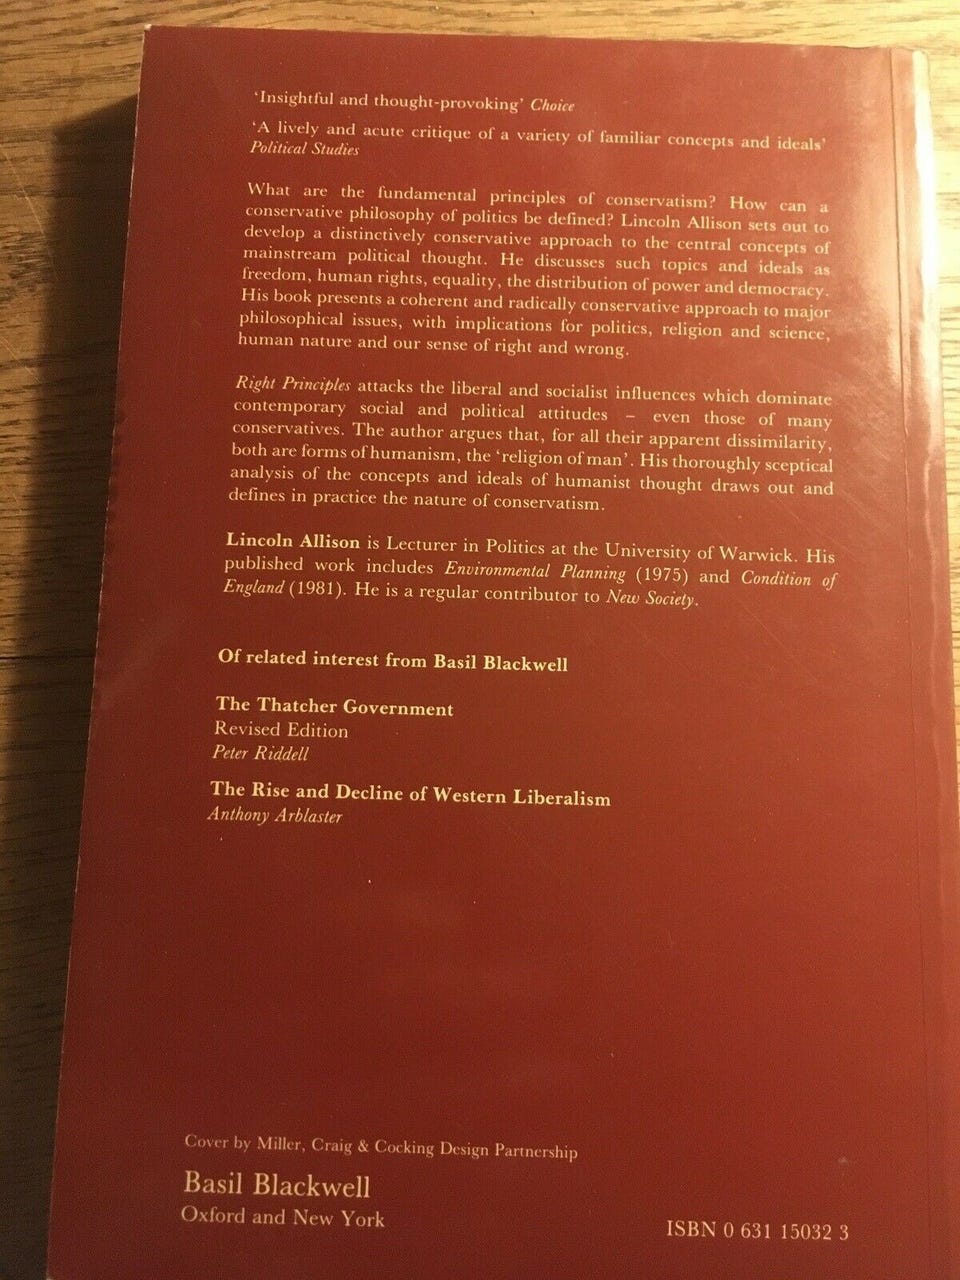 ‘Insightful and thought-provoking’ Choice
‘A lively and acute critique of a variety of familiar concepts and ideals’
Political Studies
What are the fundamental principles of conservatism? How can a
conservative philosophy of politics be defined? Lincoln Allison sets out to
develop a distinctively conservative approach to the central concepts of
mainstream political thought. He discusses such topics and ideals as
freedom, human rights, equality, the distribution of power and democracy.
His book presents a coherent and radically conservative approach to major
philosophical issues, with implications for politics, religion and science,
human nature and our sense of right and wrong.
Right Principles attacks the liberal and socialist influences which dominate
contemporary social and political attitudes – even those of many
conservatives. The author argues that, for all their apparent dissimilarity,
both are forms of humanism, the ‘religion of man’. His thoroughly sceptical
analysis of the concepts and ideals of humanist thought draws out and
defines in practice the nature of conservatism.
Lincoln Allison is Lecturer in Politics at the University of Warwick. His
published work includes Environmental Planning (1975) and Condition of
England (1981). He is a regular contributor to New Society.
Of related interest from Basil Blackwell
The Thatcher Government
Revised Edition
Peter Riddell
The Rise and Decline of Western Liberalism
Anthony Arblaster
Cover by Miller, Craig & Cocking Design Partnership
Basil Blackwell
Oxford and New York
ISBN 0 631 15032 3